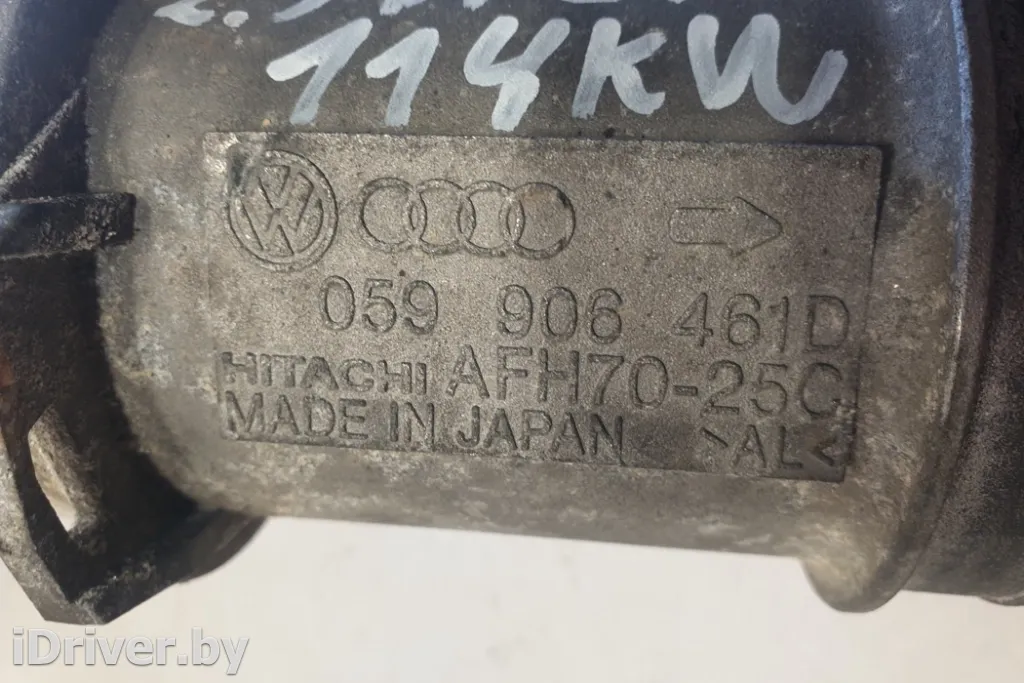 114KW
059 906 461D
HITACHI AFH70-25C
MADE IN JAPAN >AL<
iDriver.by